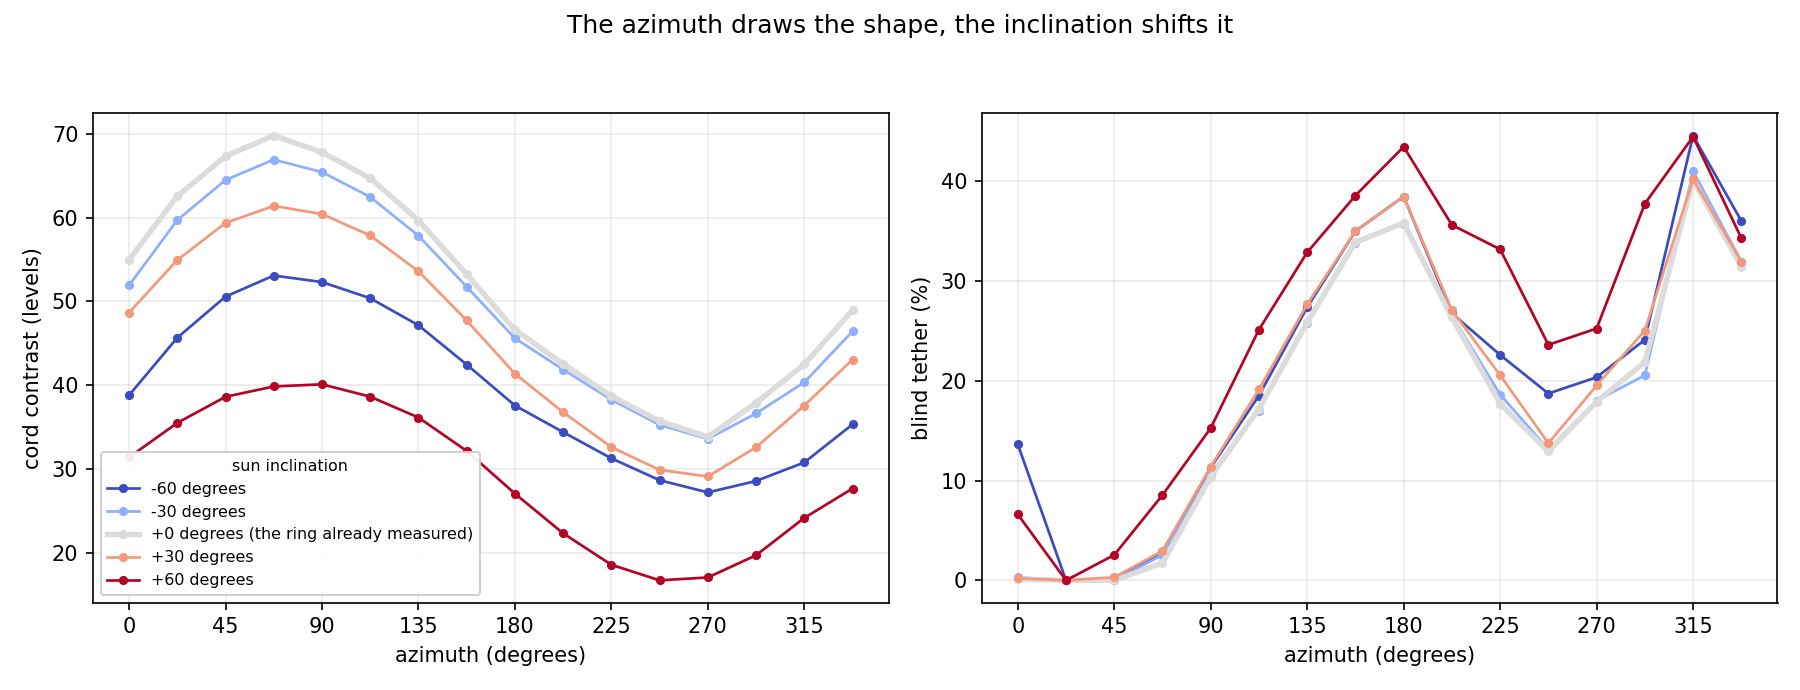 The azimuth draws the shape, the inclination shifts it
cord contrast (levels)
70
60
50
40
30
20
sun inclination
-60 degrees
-30 degrees
+0 degrees (the ring already measured)
+30 degrees
+60 degrees
0 45 90 135 180 225 270 315
azimuth (degrees)
blind tether (%)
40
30
20
10
0
0 45 90 135 180 225 270 315
azimuth (degrees)